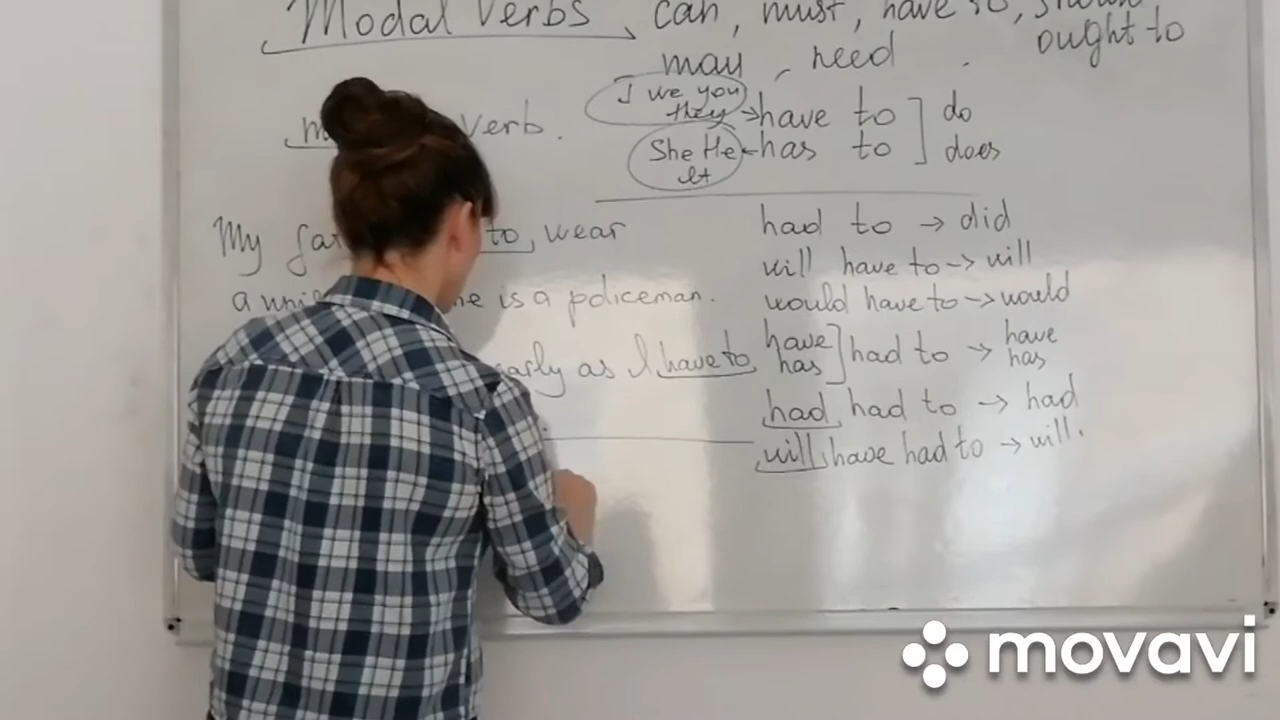 Modal Verbs can, must, have to, should
ought to
may, need
I we you
they → have to ] do
verb.
She He ← has to ] does
It
My to wear
had to → did
will have to → will
a is a policeman.
would have to → would
early as I have to
have
has ] had to → have
has
had had to → had
will have had to → will.
movavi